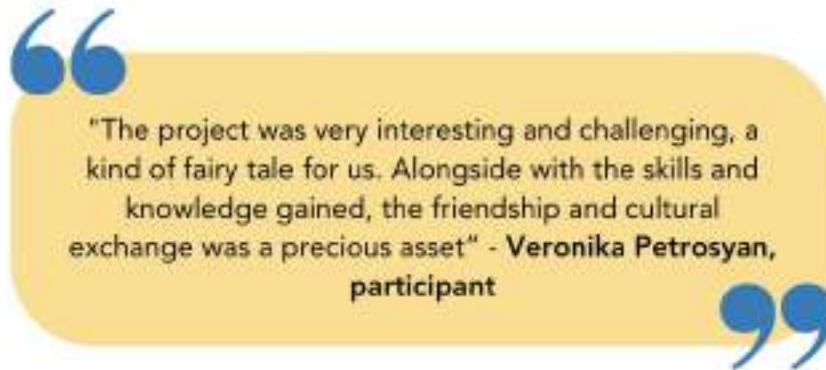 "The project was very interesting and challenging, a
kind of fairy tale for us. Alongside with the skills and
knowledge gained, the friendship and cultural
exchange was a precious asset" - Veronika Petrosyan,
participant